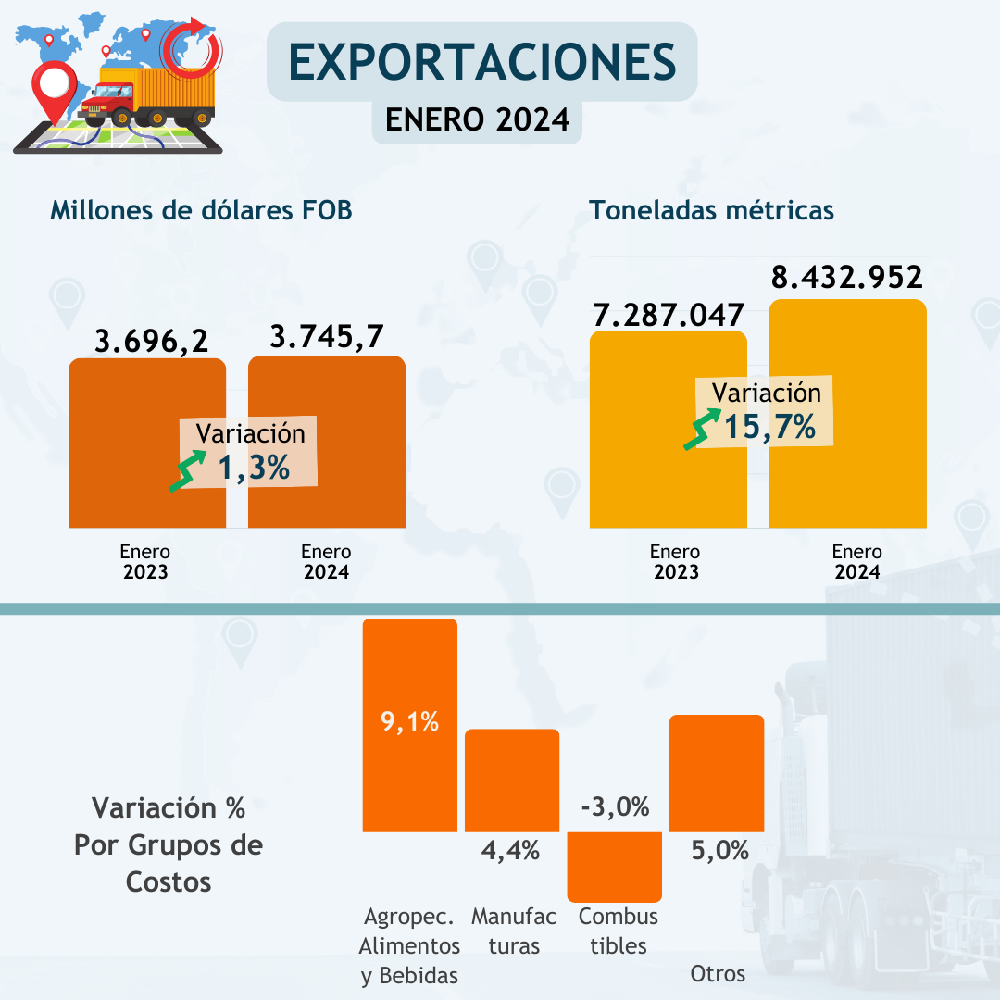 EXPORTACIONES
ENERO 2024
Millones de dólares FOB
3.696,2
3.745,7
Variación
1,3%
Enero
2023
Enero
2024
Toneladas métricas
7.287.047
8.432.952
Variación
15,7%
Enero
2023
Enero
2024
Variación %
Por Grupos de
Costos
9,1%
4,4%
-3,0%
5,0%
Agropec.
Alimentos
y Bebidas
Manufac
turas
Combus
tibles
Otros